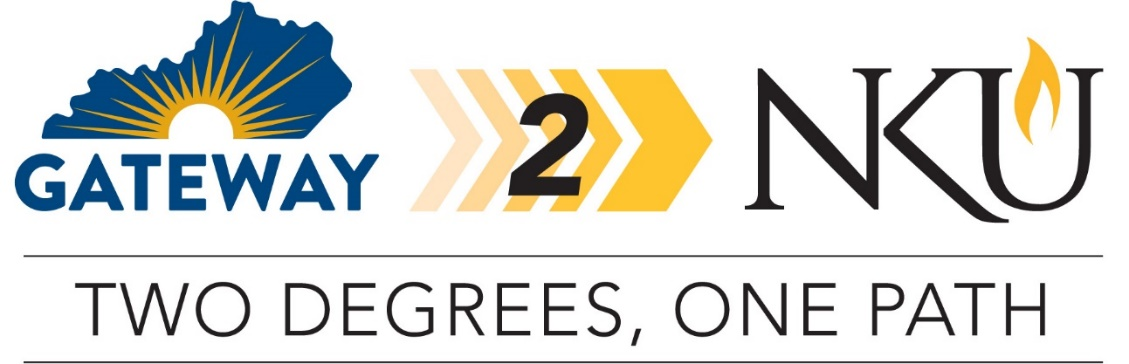 GATEWAY 2 NKU
TWO DEGREES, ONE PATH